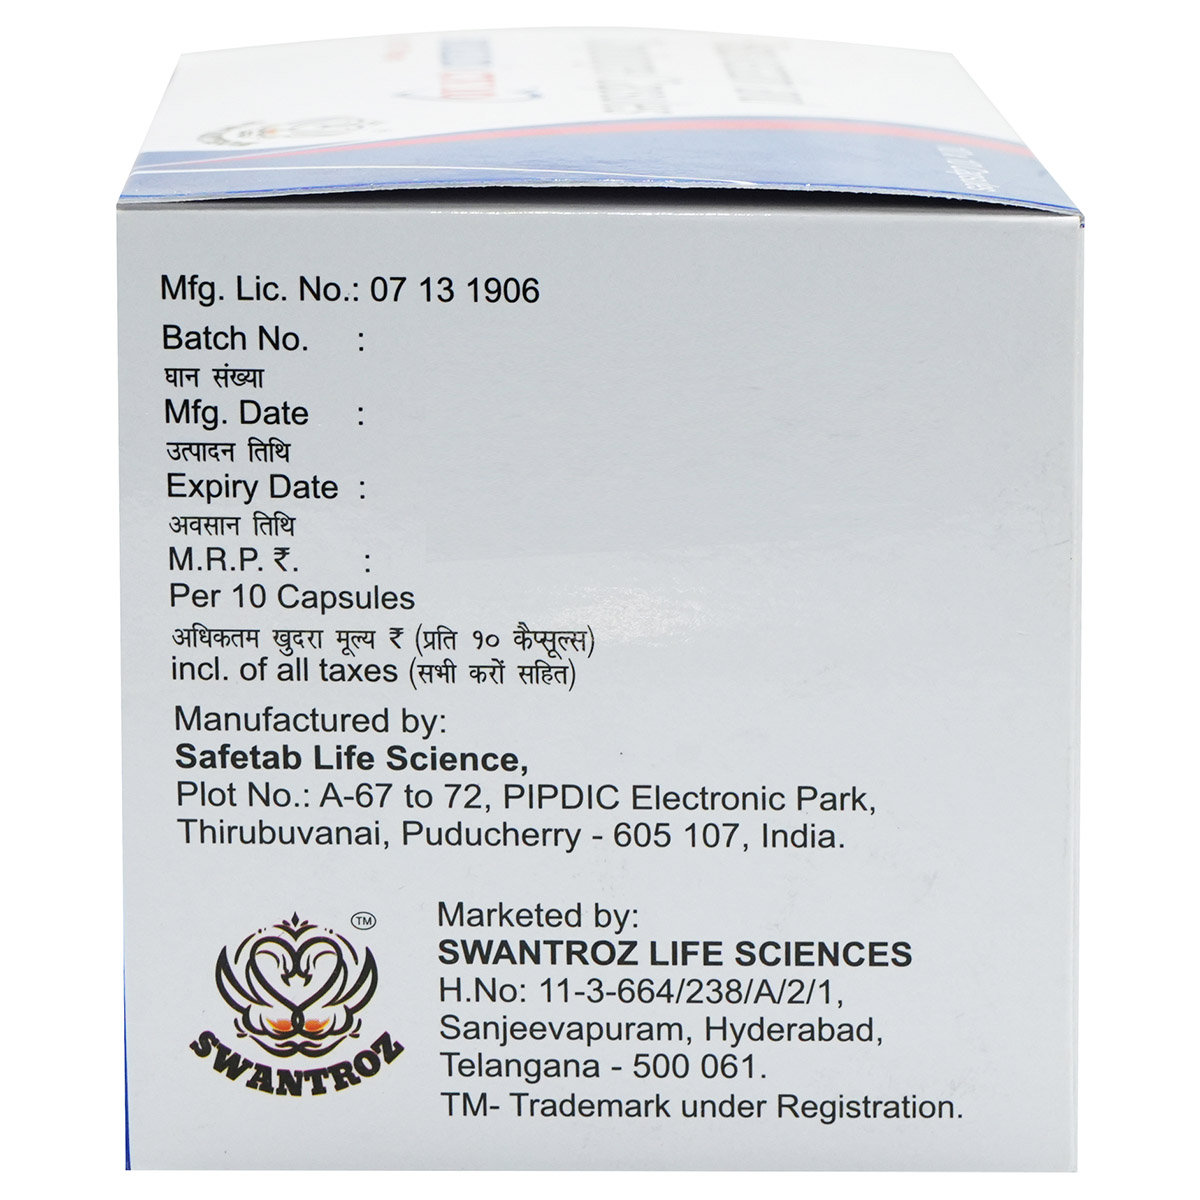 Mfg. Lic. No.: 07 13 1906
Batch No. :
घान संख्या
Mfg. Date :
उत्पादन तिथि
Expiry Date :
अवसान तिथि
M.R.P. ₹. :
Per 10 Capsules
अधिकतम खुदरा मूल्य ₹ (प्रति १० कैप्सूल्स)
incl. of all taxes (सभी करों सहित)
Manufactured by:
Safetab Life Science,
Plot No.: A-67 to 72, PIPDIC Electronic Park,
Thirubuvanai, Puducherry - 605 107, India.
TM
SWANTROZ
Marketed by:
SWANTROZ LIFE SCIENCES
H.No: 11-3-664/238/A/2/1,
Sanjeevapuram, Hyderabad,
Telangana - 500 061.
TM- Trademark under Registration.